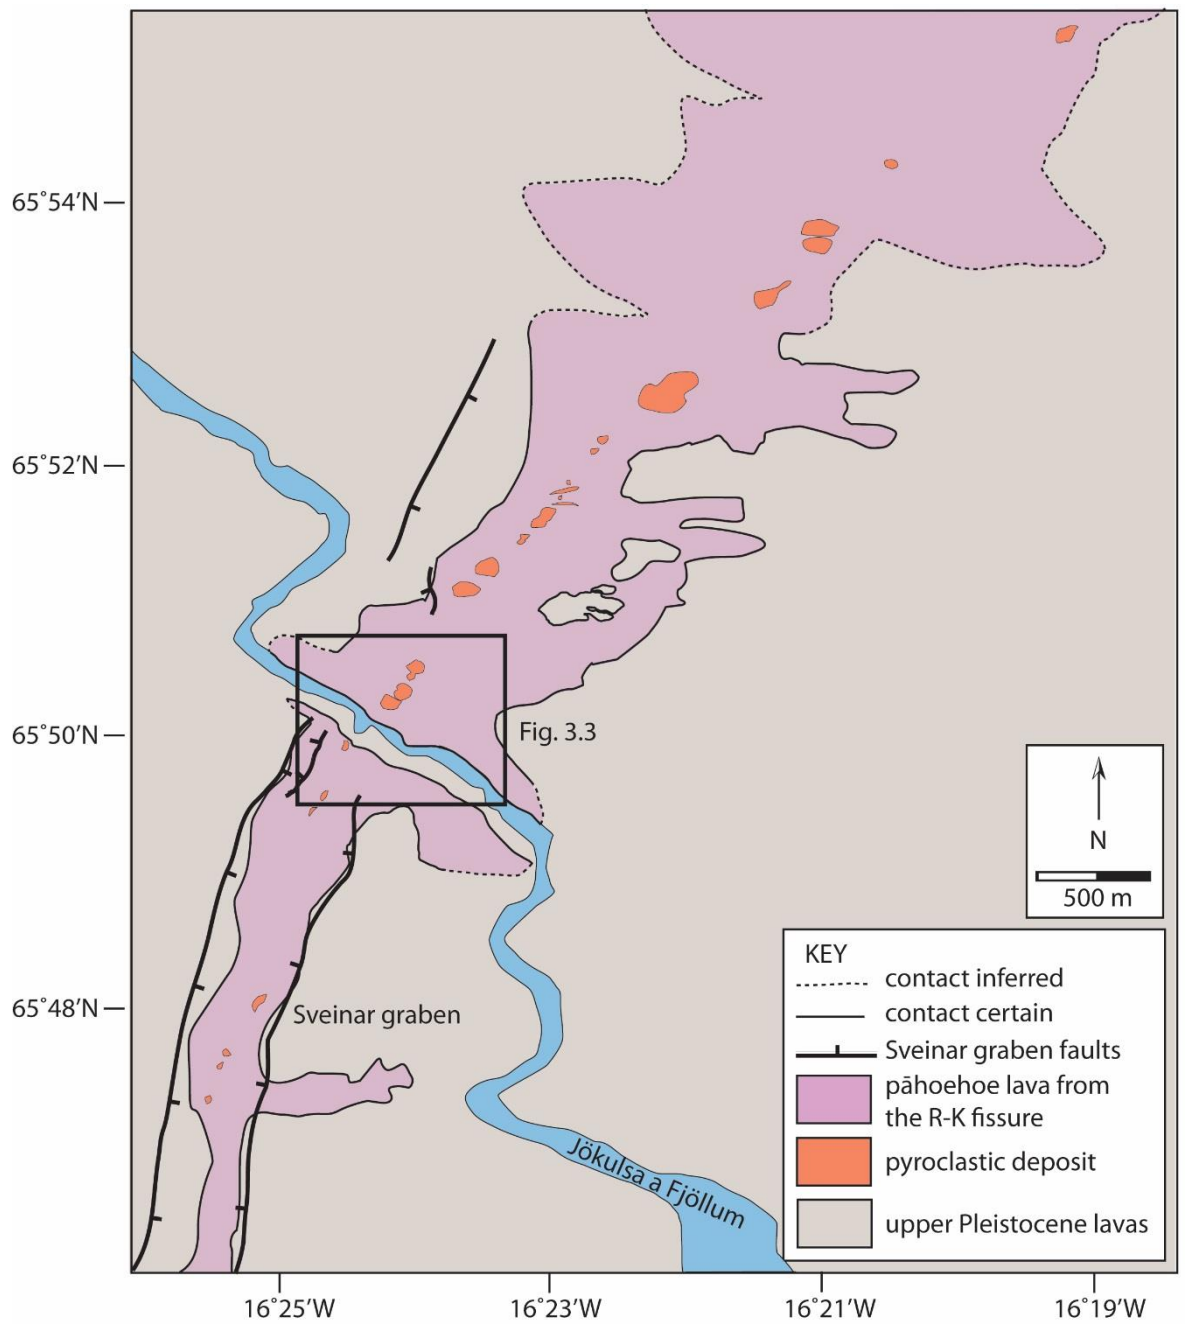 65˚54′N
65˚52′N
65˚50′N
65˚48′N
Fig. 3.3
Sveinar graben
Jökulsa a Fjöllum
N
500 m
KEY
contact inferred
contact certain
Sveinar graben faults
pāhoehoe lava from
the R-K fissure
pyroclastic deposit
upper Pleistocene lavas
16˚25′W
16˚23′W
16˚21′W
16˚19′W